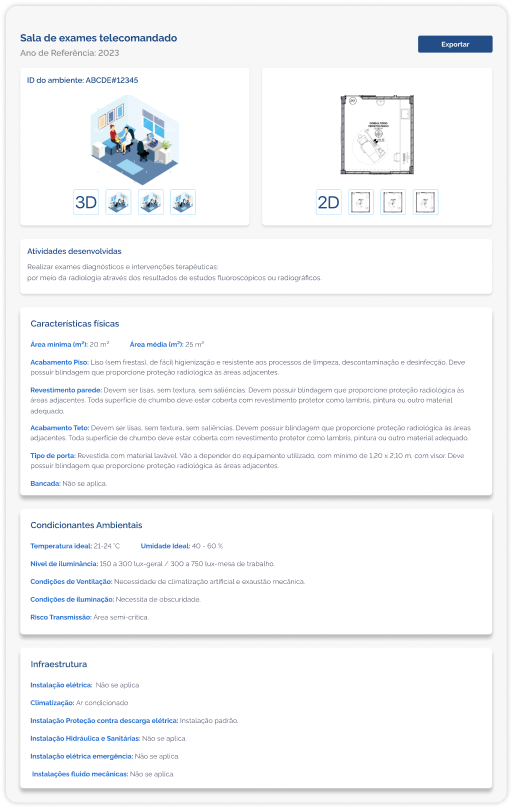 Sala de exames telecomandado
Ano de Referência: 2023
Exportar
ID do ambiente: ABCDE#12345
3D
2D
Atividades desenvolvidas
Realizar exames diagnósticos e intervenções terapêuticas;
por meio da radiologia através dos resultados de estudos fluoroscópicos ou radiográficos.
Características físicas
Área mínima (m²): 20 m² Área média (m²): 25 m²
Acabamento Piso: Liso (sem frestas), de fácil higienização e resistente aos processos de limpeza, descontaminação e desinfecção. Deve
possuir blindagem que proporcione proteção radiológica às áreas adjacentes.
Revestimento parede: Devem ser lisas, sem textura, sem saliências. Devem possuir blindagem que proporcione proteção radiológica às
áreas adjacentes. Toda superfície de chumbo deve estar coberta com revestimento protetor como lambris, pintura ou outro material
adequado.
Acabamento Teto: Devem ser lisas, sem textura, sem saliências. Devem possuir blindagem que proporcione proteção radiológica às áreas
adjacentes. Toda superfície de chumbo deve estar coberta com revestimento protetor como lambris, pintura ou outro material adequado.
Tipo de porta: Revestida com material lavável. Vão a depender do equipamento utilizado, com mínimo de 1,20 x 2,10 m, com visor. Deve
possuir blindagem que proporcione proteção radiológica às áreas adjacentes.
Bancada: Não se aplica.
Condicionantes Ambientais
Temperatura ideal: 21-24 °C Umidade Ideal: 40 - 60 %
Nível de iluminância: 150 a 300 lux-geral / 300 a 750 lux-mesa de trabalho.
Condições de Ventilação: Necessidade de climatização artificial e exaustão mecânica.
Condições de Iluminação: Necessita de obscuridade.
Risco Transmissão: Área semi-crítica.
Infraestrutura
Instalação elétrica: Não se aplica
Climatização: Ar condicionado
Instalação Proteção contra descarga elétrica: Instalação padrão.
Instalação Hidráulica e Sanitárias: Não se aplica.
Instalação elétrica emergência: Não se aplica.
Instalações fluido mecânicas: Não se aplica.